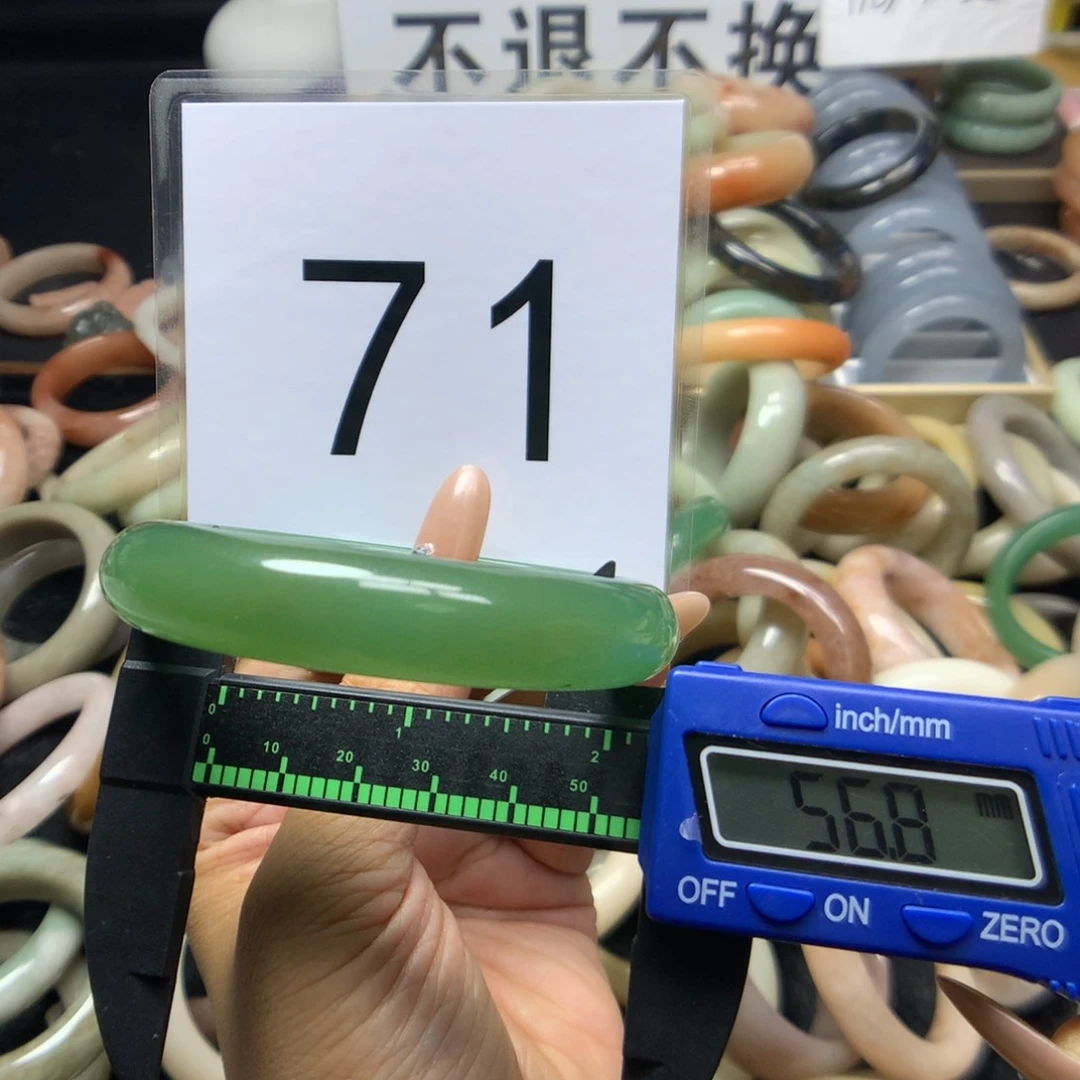 不退不换
71
inch/mm
0 1 2
0 10 20 30 40 50
56.8 mm
OFF ON ZERO